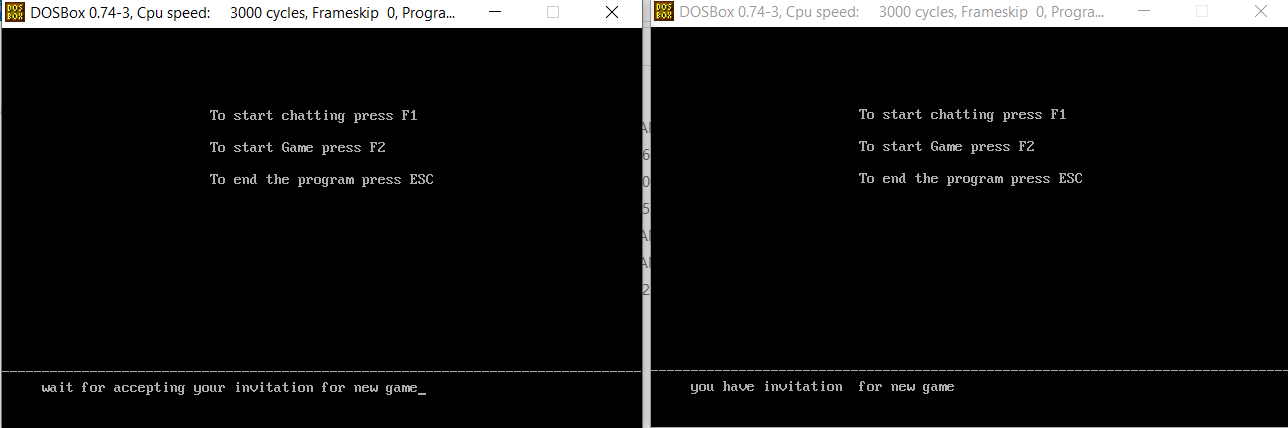 DOSBox 0.74-3, Cpu speed: 3000 cycles, Frameskip 0, Progra...
To start chatting press F1
To start Game press F2
To end the program press ESC
wait for accepting your invitation for new game_
DOSBox 0.74-3, Cpu speed: 3000 cycles, Frameskip 0, Progra...
To start chatting press F1
To start Game press F2
To end the program press ESC
you have invitation for new game